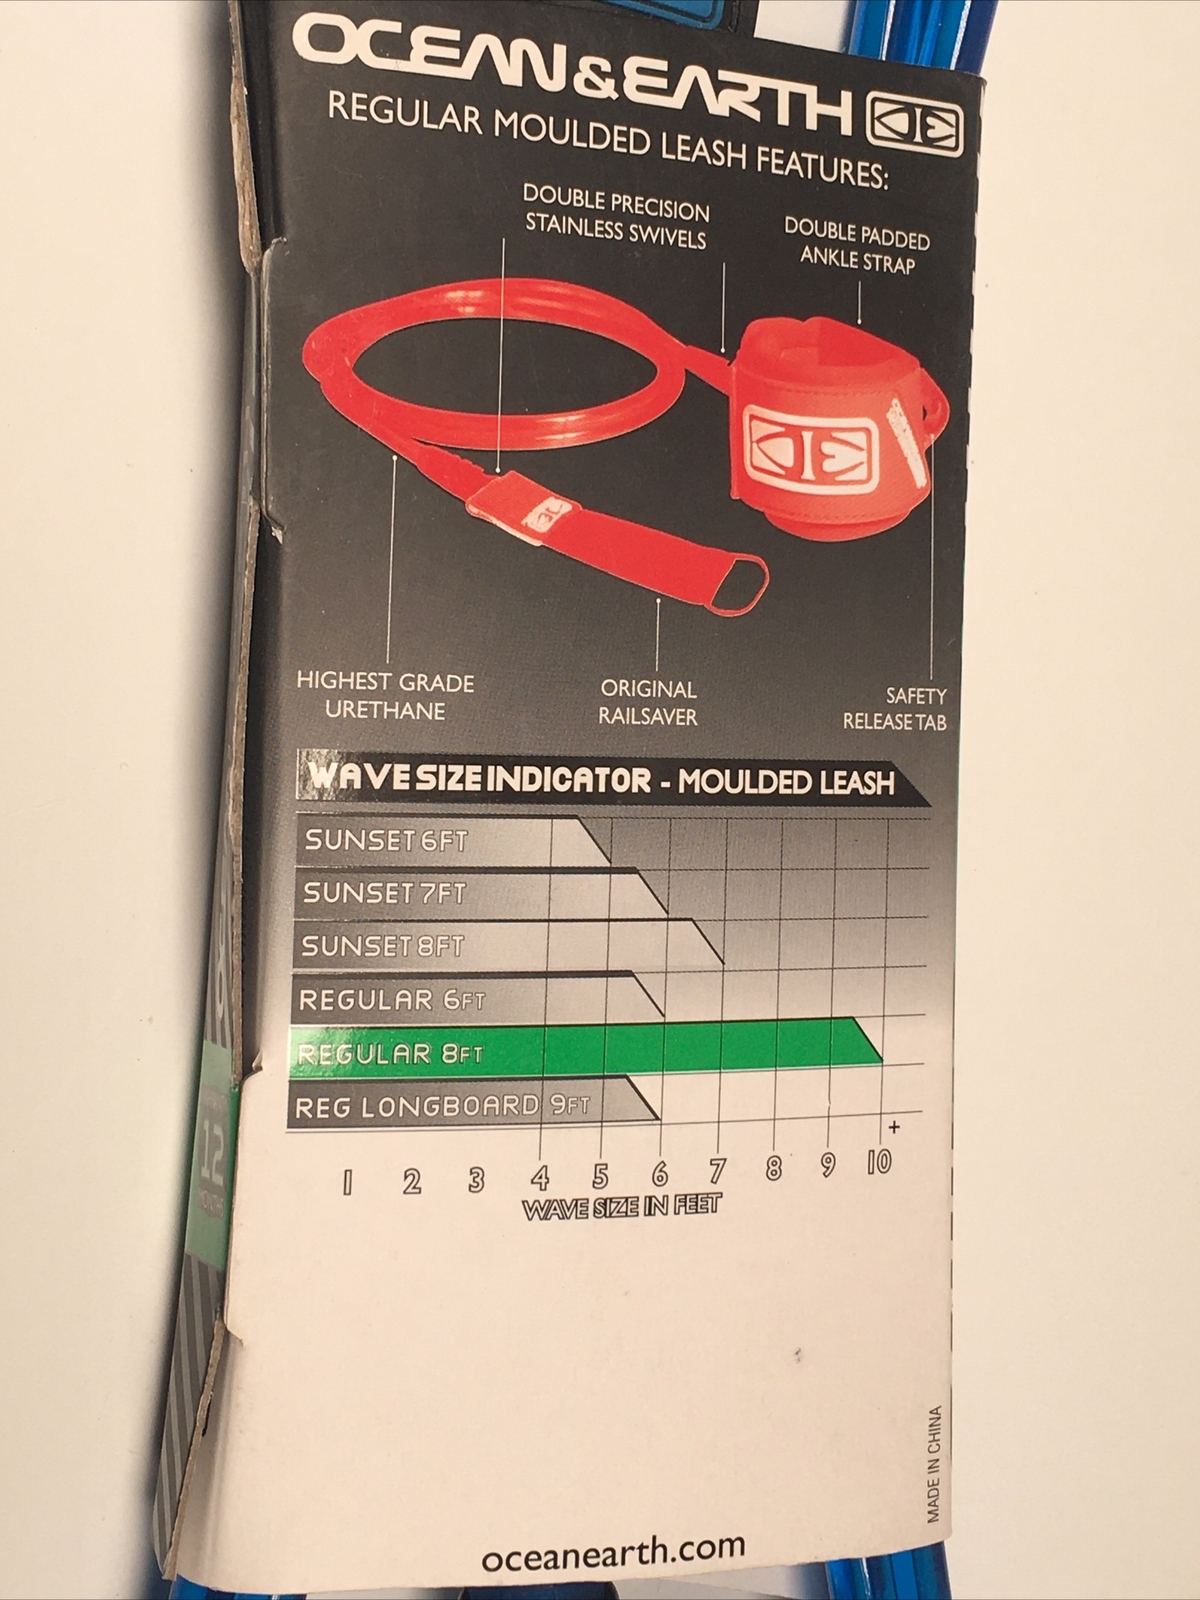 OCEAN&EARTH
REGULAR MOULDED LEASH FEATURES:
DOUBLE PRECISION
STAINLESS SWIVELS
DOUBLE PADDED
ANKLE STRAP
HIGHEST GRADE
URETHANE
ORIGINAL
RAILSAVER
SAFETY
RELEASE TAB
WAVE SIZE INDICATOR - MOULDED LEASH
SUNSET 6FT
SUNSET 7FT
SUNSET 8FT
REGULAR 6FT
REGULAR 8FT
REG LONGBOARD 9FT
1 2 3 4 5 6 7 8 9 10 +
WAVE SIZE IN FEET
12
MONTHS
MADE IN CHINA
oceanearth.com